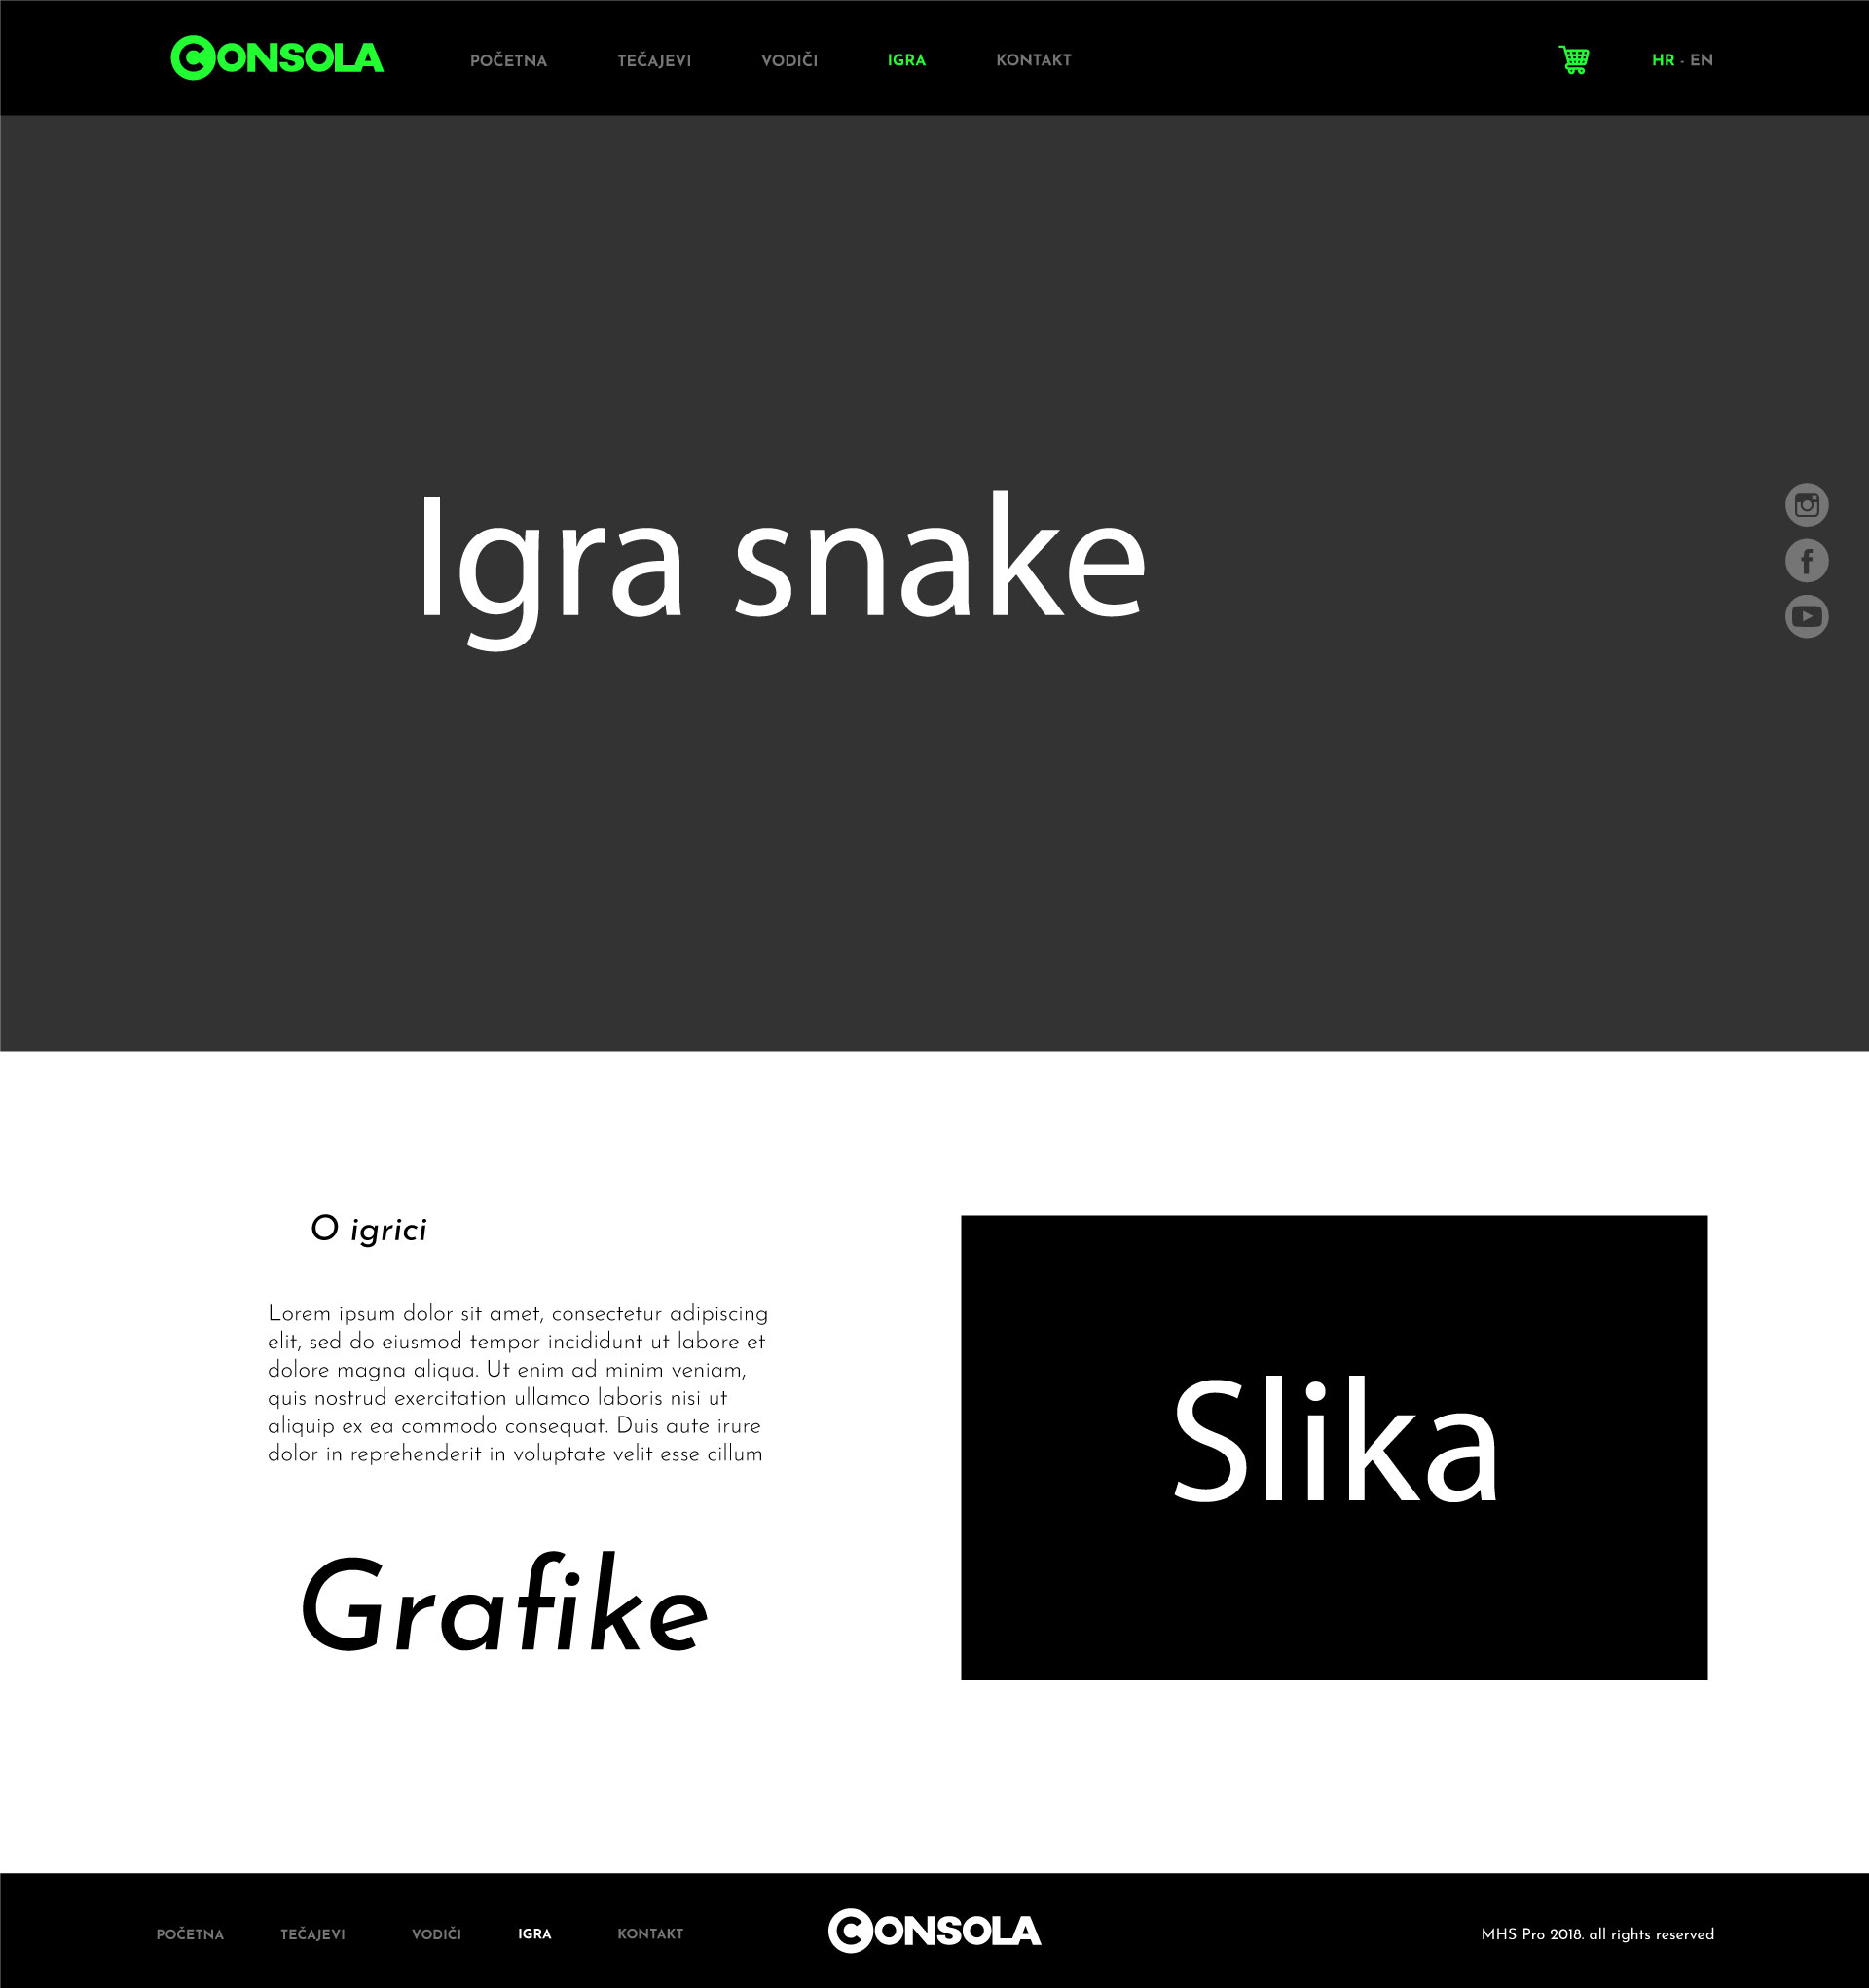 CONSOLA POČETNA TEČAJEVI VODIČI IGRA KONTAKT HR - EN
Igra snake
O igrici
Lorem ipsum dolor sit amet, consectetur adipiscing
elit, sed do eiusmod tempor incididunt ut labore et
dolore magna aliqua. Ut enim ad minim veniam,
quis nostrud exercitation ullamco laboris nisi ut
aliquip ex ea commodo consequat. Duis aute irure
dolor in reprehenderit in voluptate velit esse cillum
Grafike
Slika
POČETNA TEČAJEVI VODIČI IGRA KONTAKT CONSOLA MHS Pro 2018. all rights reserved